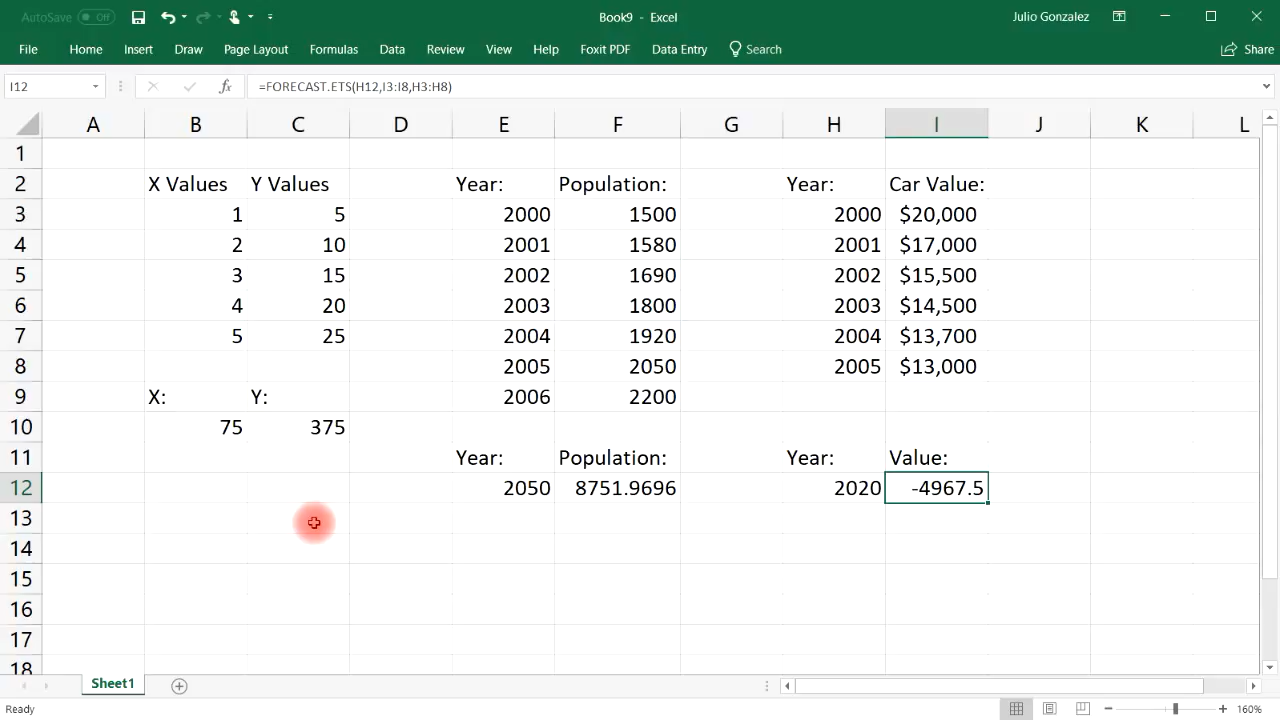 AutoSave Off
Book9 - Excel
Julio Gonzalez
File Home Insert Draw Page Layout Formulas Data Review View Help Foxit PDF Data Entry Search Share
I12 fx =FORECAST.ETS(H12,I3:I8,H3:H8)
A B C D E F G H I J K L
1
2 X Values Y Values Year: Population: Year: Car Value:
3 1 5 2000 1500 2000 $20,000
4 2 10 2001 1580 2001 $17,000
5 3 15 2002 1690 2002 $15,500
6 4 20 2003 1800 2003 $14,500
7 5 25 2004 1920 2004 $13,700
8 2005 2050 2005 $13,000
9 X: Y: 2006 2200
10 75 375
11 Year: Population: Year: Value:
12 2050 8751.9696 2020 -4967.5
13
14
15
16
17
18
Sheet1
Ready 160%